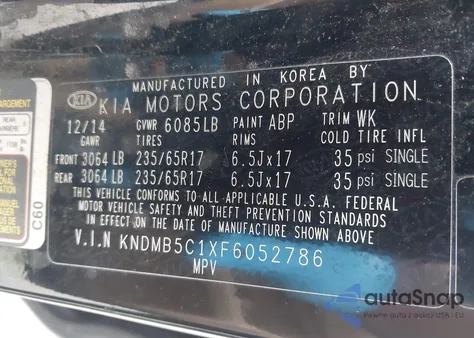 MANUFACTURED IN KOREA BY
KIA KIA MOTORS CORPORATION
12/14 GVWR 6085LB PAINT ABP TRIM WK
GAWR TIRES RIMS COLD TIRE INFL
FRONT 3064 LB 235/65R17 6.5Jx17 35 psi SINGLE
REAR 3064 LB 235/65R17 6.5Jx17 35 psi SINGLE
THIS VEHICLE CONFORMS TO ALL APPLICABLE U.S.A. FEDERAL
MOTOR VEHICLE SAFETY AND THEFT PREVENTION STANDARDS
IN EFFECT ON THE DATE OF MANUFACTURE SHOWN ABOVE.
V.I.N KNDMB5C1XF6052786
MPV
C60
REAR
autoSnap